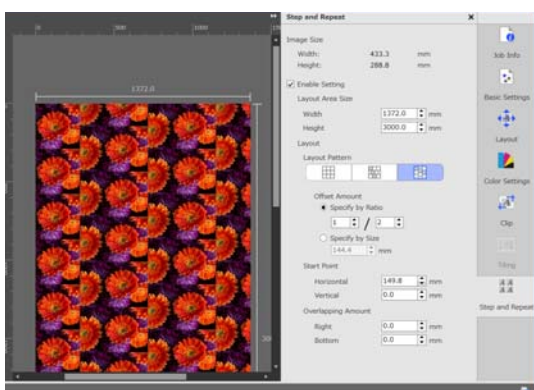 0
500
1000
1372.0
Step and Repeat
Image Size
Width: 433.3 mm
Height: 288.8 mm
Enable Setting
Layout Area Size
Width 1372.0 mm
Height 3000.0 mm
Layout
Layout Pattern
Offset Amount
Specify by Ratio
1 / 2
Specify by Size
144.4 mm
Start Point
Horizontal 149.8 mm
Vertical 0.0 mm
Overlapping Amount
Right 0.0 mm
Bottom 0.0 mm
Job Info
Basic Settings
Layout
Color Settings
Clip
Tiling
Step and Repeat